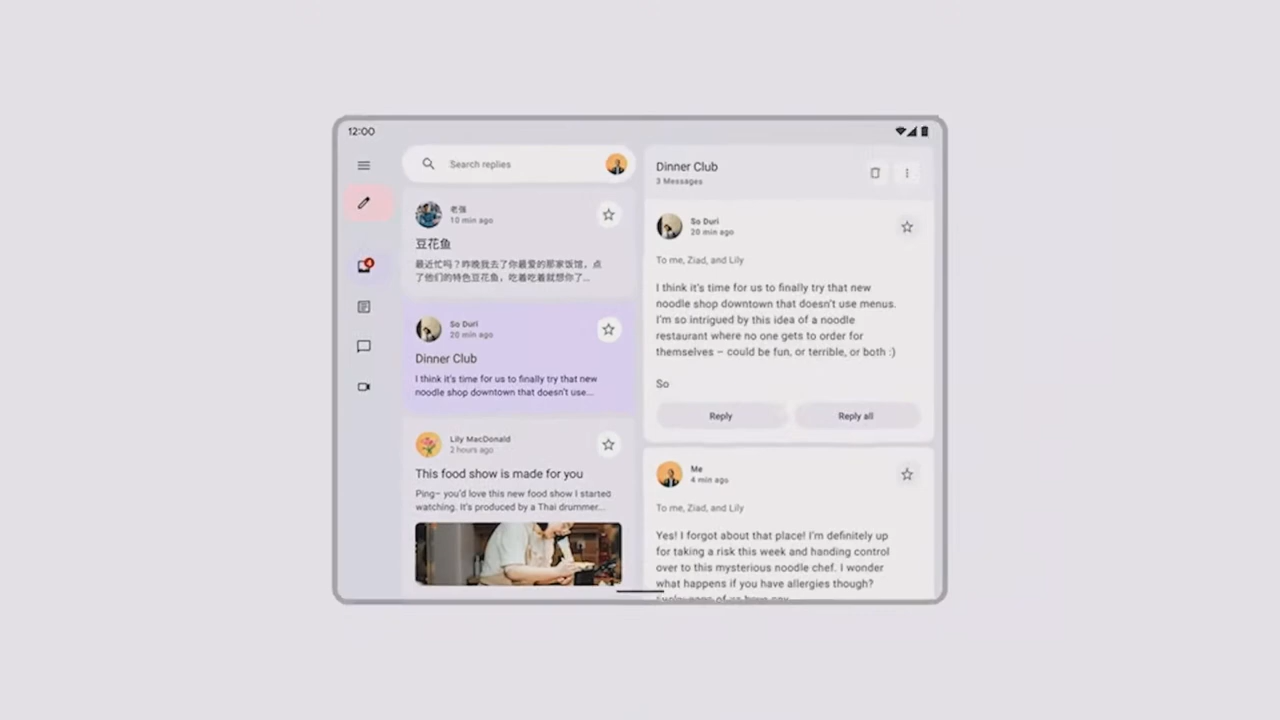 12:00
4
Search replies
老强
10 min ago
豆花鱼
最近忙吗？昨晚我去了你最爱的那家饭馆，点
了他们的特色豆花鱼，吃着吃着就想你了...
So Duri
20 min ago
Dinner Club
I think it's time for us to finally try that new
noodle shop downtown that doesn't use...
Lily MacDonald
2 hours ago
This food show is made for you
Ping– you'd love this new food show I started
watching. It's produced by a Thai drummer...
Dinner Club
3 Messages
So Duri
20 min ago
To me, Ziad, and Lily
I think it's time for us to finally try that new
noodle shop downtown that doesn't use menus.
I'm so intrigued by this idea of a noodle
restaurant where no one gets to order for
themselves – could be fun, or terrible, or both :)
So
Reply
Reply all
Me
4 min ago
To me, Ziad, and Lily
Yes! I forgot about that place! I'm definitely up
for taking a risk this week and handing control
over to this mysterious noodle chef. I wonder
what happens if you have allergies though?